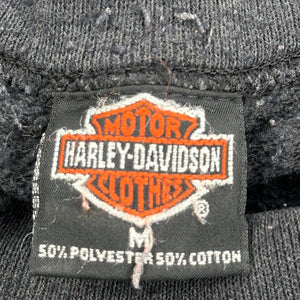 MOTOR
HARLEY-DAVIDSON
CLOTHES
®
M
50% POLYESTER 50% COTTON